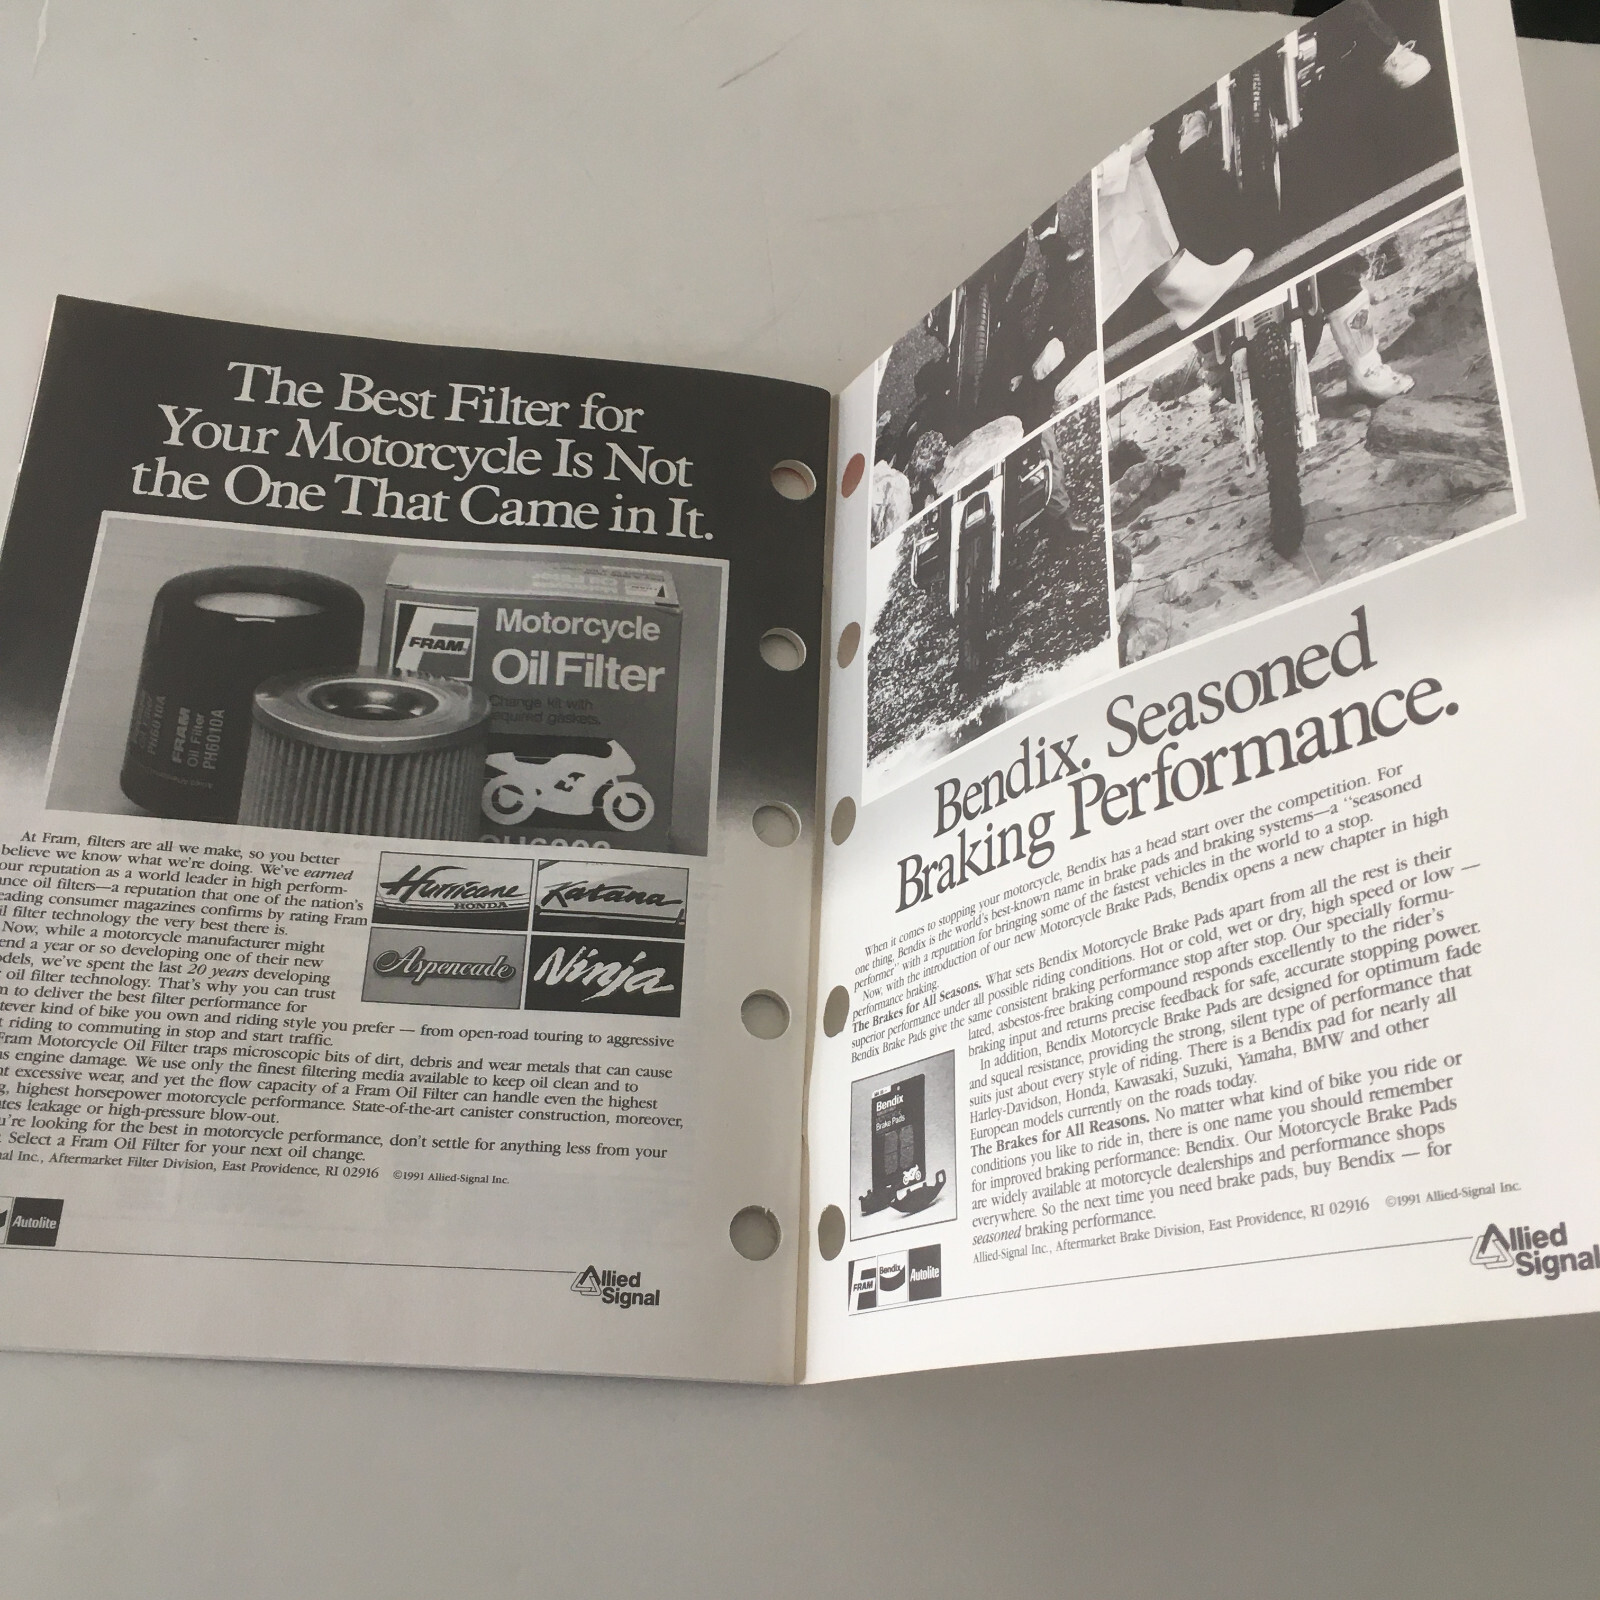 The Best Filter for
Your Motorcycle Is Not
the One That Came in It.
FRAM
Motorcycle
Oil Filter
Change kit with
required gaskets.
FRAM
Oil Filter
PH6010A
At Fram, filters are all we make, so you better
believe we know what we're doing. We've earned
our reputation as a world leader in high perform-
ance oil filters—a reputation that one of the nation's
eading consumer magazines confirms by rating Fram
il filter technology the very best there is.
Now, while a motorcycle manufacturer might
end a year or so developing one of their new
dels, we've spent the last 20 years developing
oil filter technology. That's why you can trust
m to deliver the best filter performance for
tever kind of bike you own and riding style you prefer — from open-road touring to aggressive
t riding to commuting in stop and start traffic.
Fram Motorcycle Oil Filter traps microscopic bits of dirt, debris and wear metals that can cause
s engine damage. We use only the finest filtering media available to keep oil clean and to
nt excessive wear, and yet the flow capacity of a Fram Oil Filter can handle even the highest
g, highest horsepower motorcycle performance. State-of-the-art canister construction, moreover,
tes leakage or high-pressure blow-out.
u're looking for the best in motorcycle performance, don't settle for anything less from your
Select a Fram Oil Filter for your next oil change.
al Inc., Aftermarket Filter Division, East Providence, RI 02916 ©1991 Allied-Signal Inc.
Hurricane
HONDA
Katana
Aspencade
Ninja
Autolite
Allied
Signal
Bendix. Seasoned
Braking Performance.
When it comes to stopping your motorcycle, Bendix has a head start over the competition. For
one thing, Bendix is the world's best-known name in brake pads and braking systems—a "seasoned
performer" with a reputation for bringing some of the fastest vehicles in the world to a stop.
Now, with the introduction of our new Motorcycle Brake Pads, Bendix opens a new chapter in high
performance braking.
The Brakes for All Seasons. What sets Bendix Motorcycle Brake Pads apart from all the rest is their
superior performance under all possible riding conditions. Hot or cold, wet or dry, high speed or low —
Bendix Brake Pads give the same consistent braking performance stop after stop. Our specially formu-
lated, asbestos-free braking compound responds excellently to the rider's
braking input and returns precise feedback for safe, accurate stopping power.
In addition, Bendix Motorcycle Brake Pads are designed for optimum fade
and squeal resistance, providing the strong, silent type of performance that
suits just about every style of riding. There is a Bendix pad for nearly all
Harley-Davidson, Honda, Kawasaki, Suzuki, Yamaha, BMW and other
European models currently on the roads today.
The Brakes for All Reasons. No matter what kind of bike you ride or
conditions you like to ride in, there is one name you should remember
for improved braking performance: Bendix. Our Motorcycle Brake Pads
are widely available at motorcycle dealerships and performance shops
everywhere. So the next time you need brake pads, buy Bendix — for
seasoned braking performance.
Allied-Signal Inc., Aftermarket Brake Division, East Providence, RI 02916 ©1991 Allied-Signal Inc.
Bendix
Brake Pads
FRAM
Bendix
Autolite
Allied
Signal